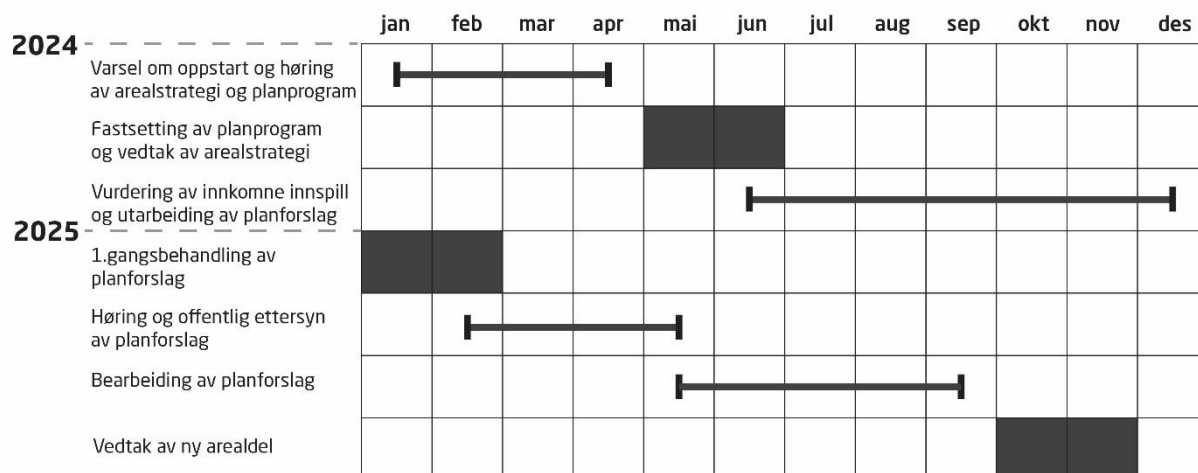 jan feb mar apr mai jun jul aug sep okt nov des
2024
Varsel om oppstart og høring
av arealstrategi og planprogram
Fastsetting av planprogram
og vedtak av arealstrategi
Vurdering av innkomne innspill
og utarbeiding av planforslag
2025
1.gangsbehandling av
planforslag
Høring og offentlig ettersyn
av planforslag
Bearbeiding av planforslag
Vedtak av ny arealdel